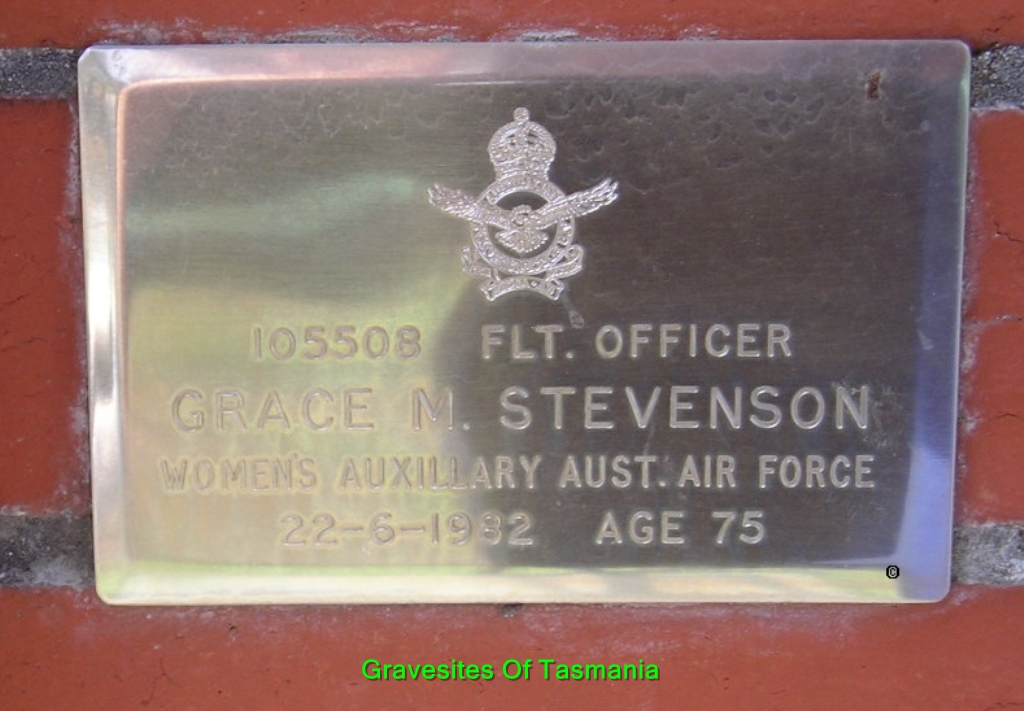 105508 FLT. OFFICER
GRACE M. STEVENSON
WOMEN'S AUXILLARY AUST. AIR FORCE
22-6-1982 AGE 75
©
Gravesites Of Tasmania